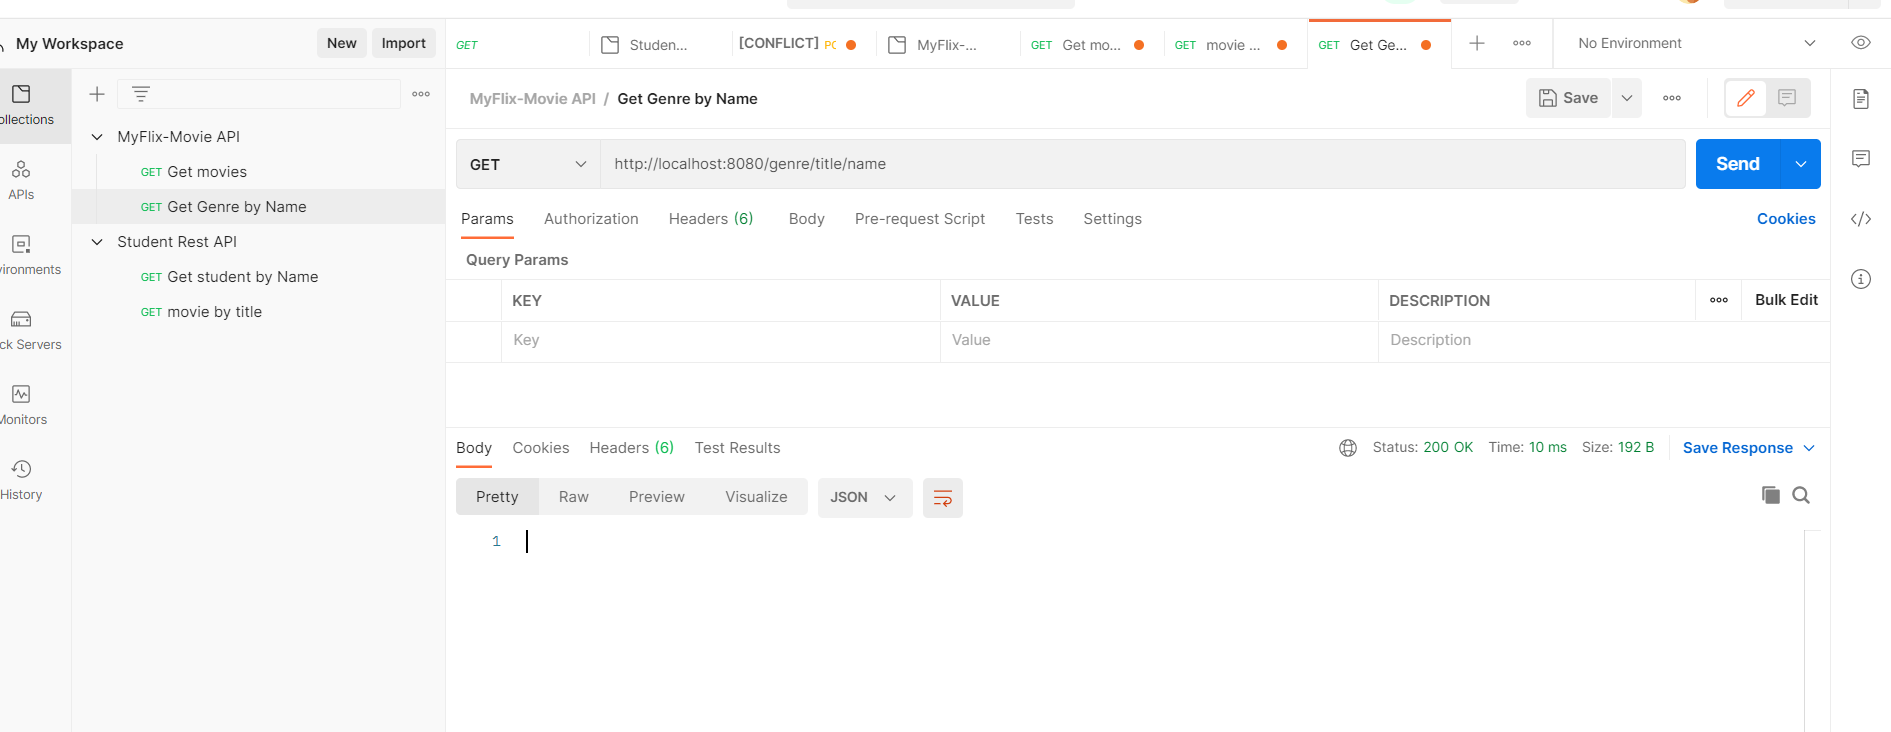 My Workspace
New
Import
GET
Studen...
[CONFLICT] PC
MyFlix-...
GET Get mo...
GET movie ...
GET Get Ge...
No Environment
ollections
APIs
vironments
ck Servers
Monitors
History
MyFlix-Movie API
GET Get movies
GET Get Genre by Name
Student Rest API
GET Get student by Name
GET movie by title
MyFlix-Movie API / Get Genre by Name
Save
GET
http://localhost:8080/genre/title/name
Send
Params Authorization Headers (6) Body Pre-request Script Tests Settings
Cookies
Query Params
KEY VALUE DESCRIPTION
Bulk Edit
Key Value Description
Body Cookies Headers (6) Test Results
Status: 200 OK Time: 10 ms Size: 192 B
Save Response
Pretty Raw Preview Visualize
JSON
1